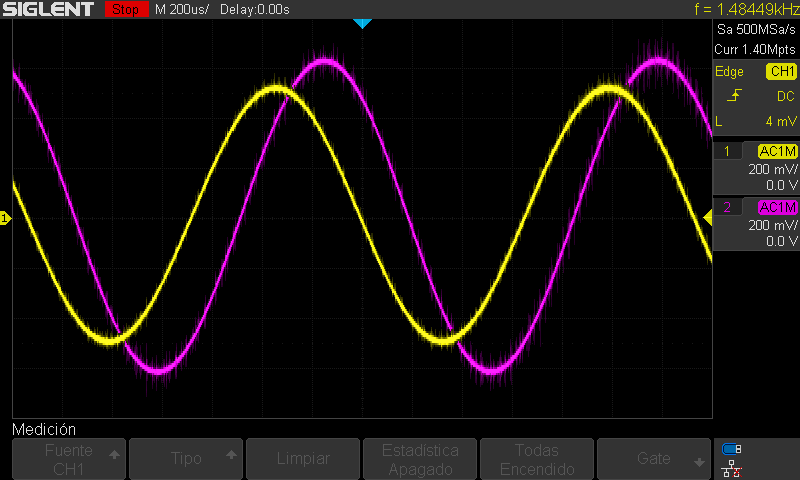 SIGLENT Stop M 200us/ Delay:0.00s f = 1.48449kHz
Sa 500MSa/s
Curr 1.40Mpts
Edge CH1
DC
L 4 mV
1 AC1M
200 mV/
0.0 V
2 AC1M
200 mV/
0.0 V
1
Medición
Fuente
CH1
Tipo
Limpiar
Estadística
Apagado
Todas
Encendido
Gate